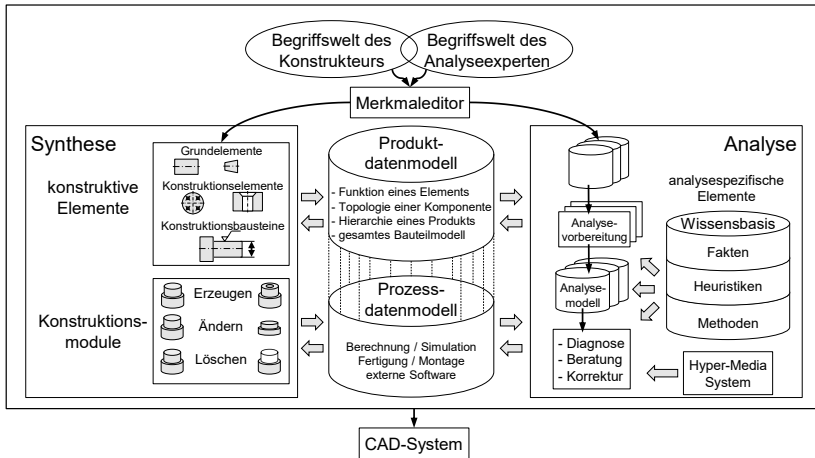 Begriffswelt des
Konstrukteurs
Begriffswelt des
Analyseexperten
Merkmaleditor
Synthese
konstruktive
Elemente
Grundelemente
Konstruktionselemente
Konstruktionsbausteine
Konstruktions-
module
Erzeugen
Ändern
Löschen
Produkt-
datenmodell
- Funktion eines Elements
- Topologie einer Komponente
- Hierarchie eines Produkts
- gesamtes Bauteilmodell
Prozess-
datenmodell
Berechnung / Simulation
Fertigung / Montage
externe Software
Analyse
analysespezifische
Elemente
Analyse-
vorbereitung
Analyse-
modell
- Diagnose
- Beratung
- Korrektur
Wissensbasis
Fakten
Heuristiken
Methoden
Hyper-Media
System
CAD-System